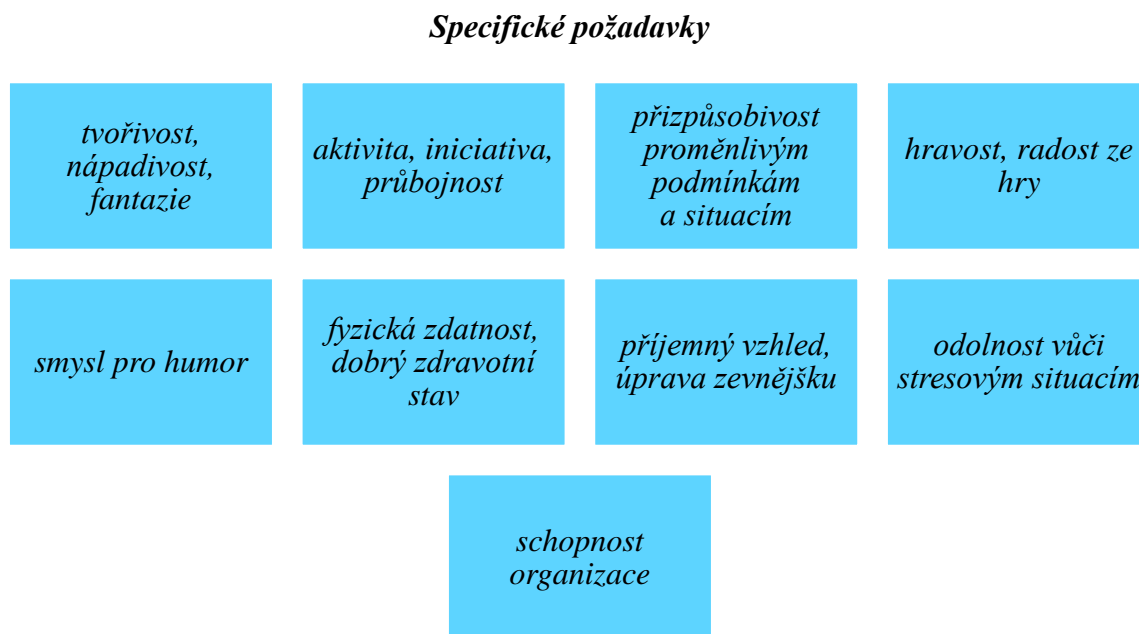 Specifické požadavky
tvořivost,
nápadivost,
fantazie
aktivita, iniciativa,
průbojnost
přizpůsobivost
proměnlivým
podmínkám
a situacím
hravost, radost ze
hry
smysl pro humor
fyzická zdatnost,
dobrý zdravotní
stav
příjemný vzhled,
úprava zevnějšku
odolnost vůči
stresovým situacím
schopnost
organizace